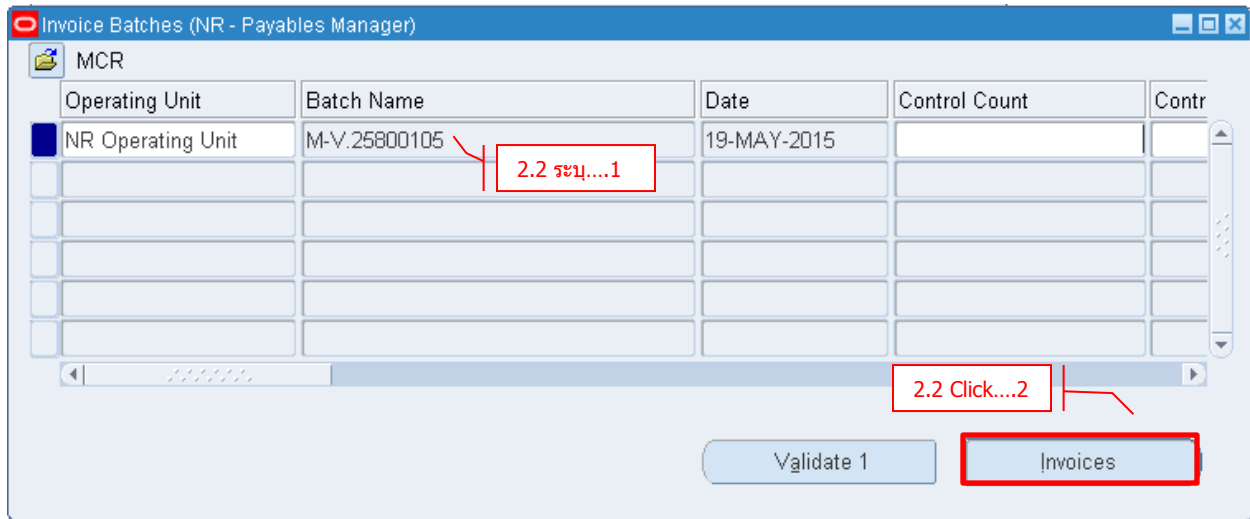 Invoice Batches (NR - Payables Manager)
MCR
Operating Unit Batch Name Date Control Count Contr
NR Operating Unit M-V.25800105 19-MAY-2015
2.2 ระบุ....1
2.2 Click....2
Validate 1 Invoices